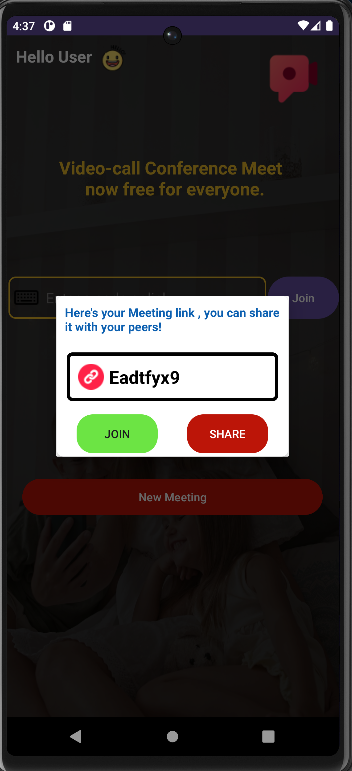 4:37
Hello User
Video-call Conference Meet
now free for everyone.
Join
Here's your Meeting link , you can share
it with your peers!
Eadtfyx9
JOIN
SHARE
New Meeting